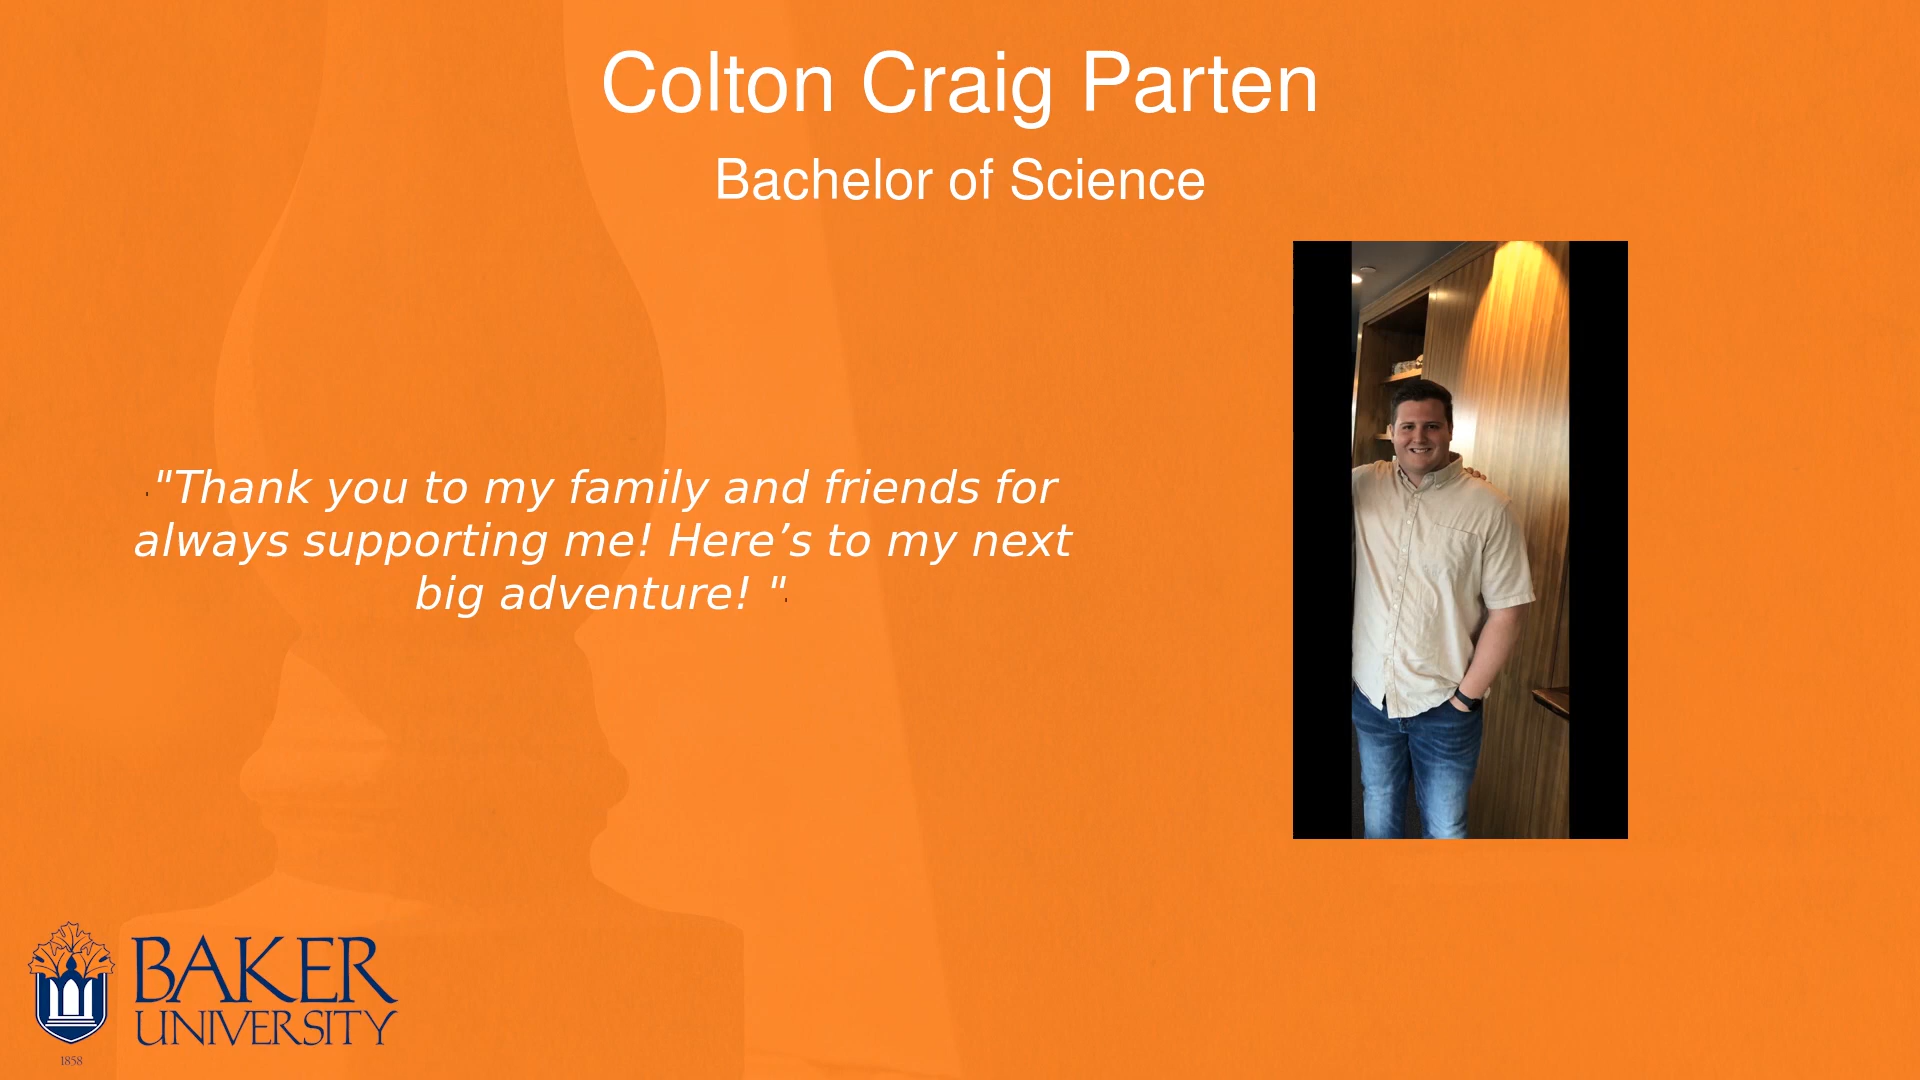 Colton Craig Parten
Bachelor of Science
"Thank you to my family and friends for
always supporting me! Here’s to my next
big adventure! "
BAKER
UNIVERSITY
1858